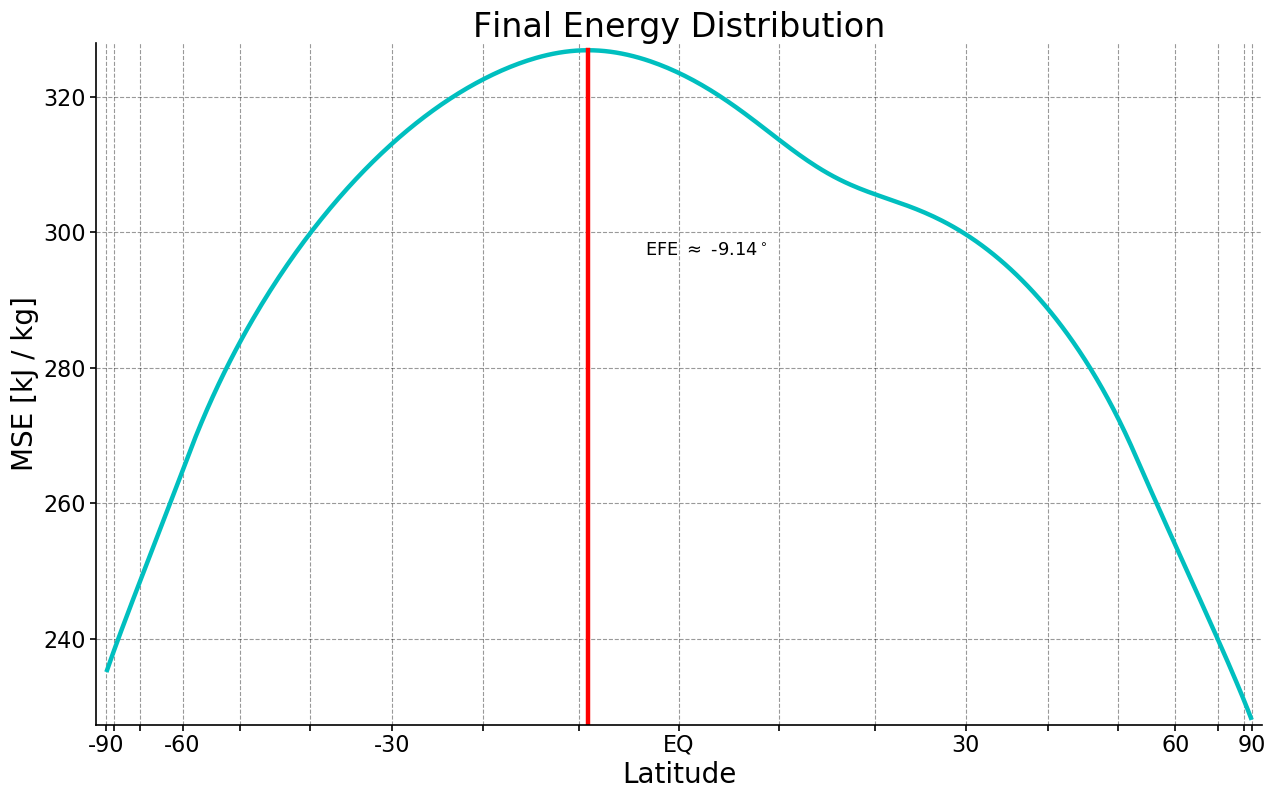 Final Energy Distribution
MSE [kJ / kg]
320
300
280
260
240
EFE ≈ -9.14°
-90 -60 -30 EQ 30 60 90
Latitude